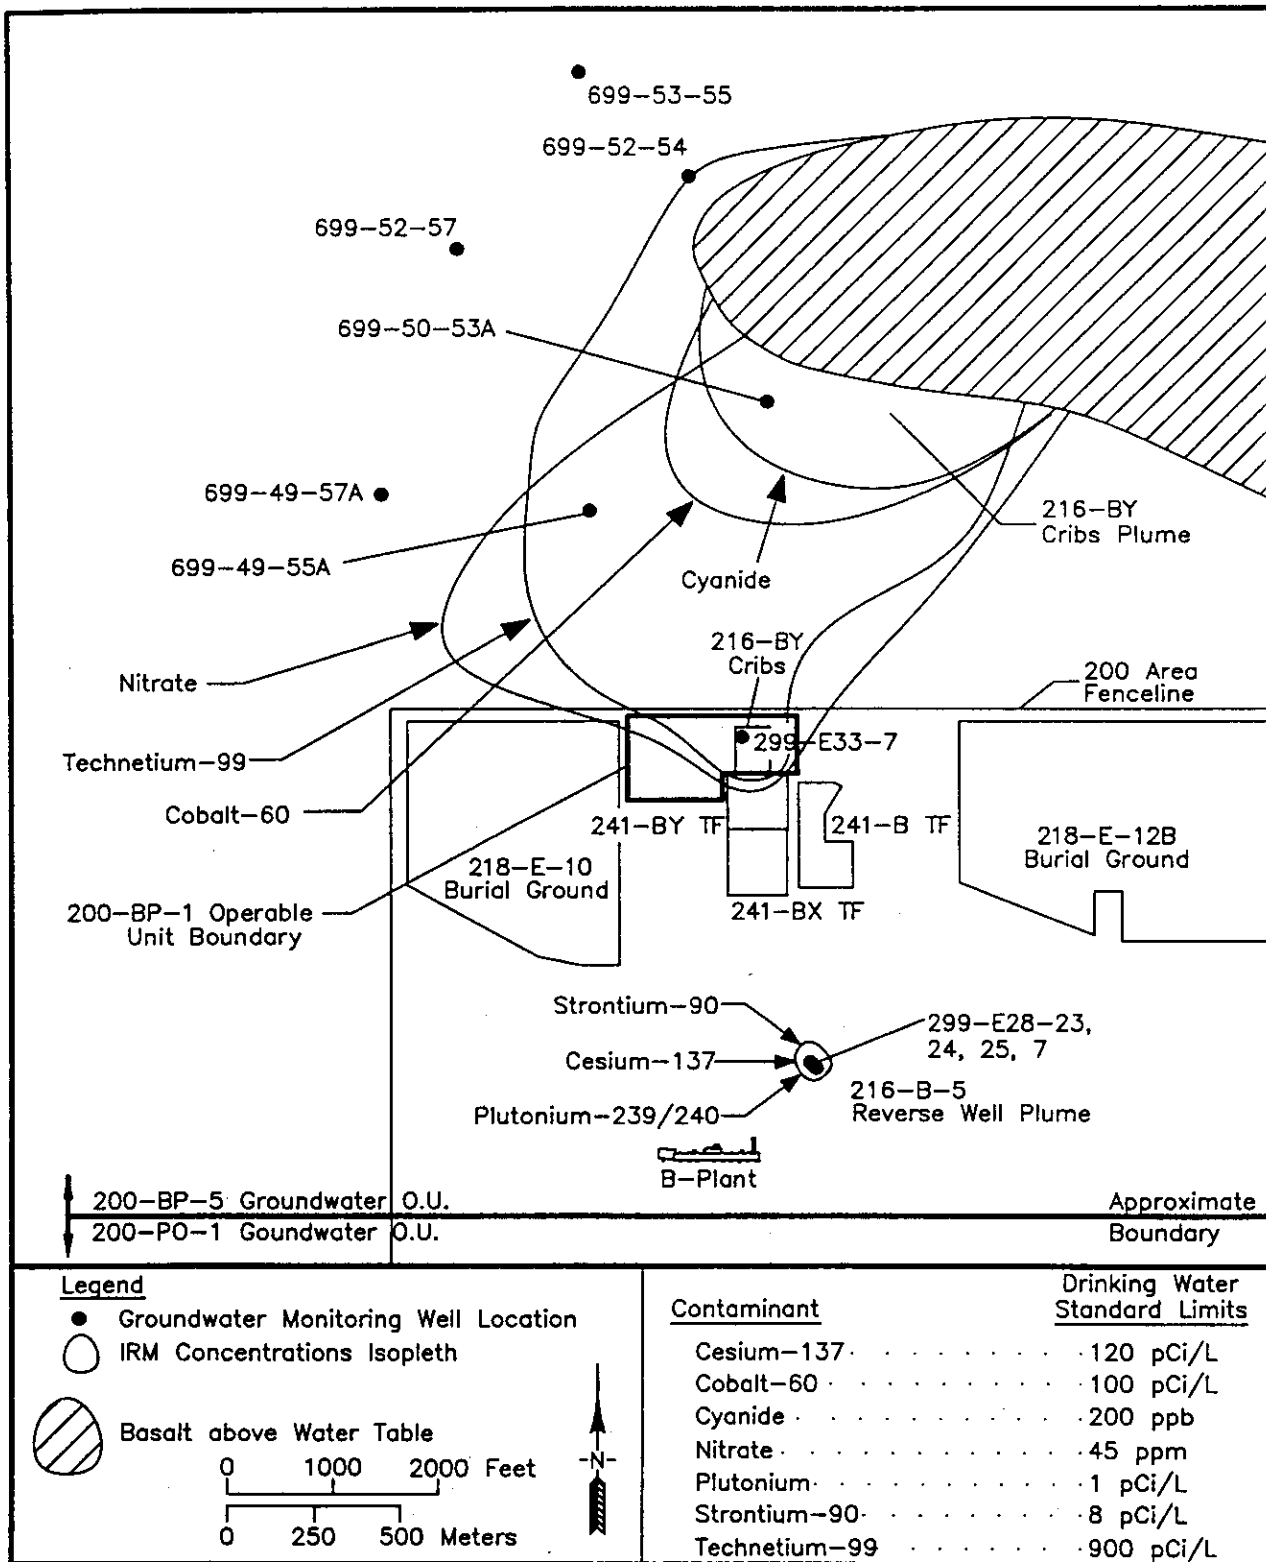 699-53-55
699-52-54
699-52-57
699-50-53A
699-49-57A
699-49-55A
216-BY
Cribs Plume
Cyanide
216-BY
Cribs
Nitrate
200 Area
Fenceline
Technetium-99
299-E33-7
Cobalt-60
241-BY TF
241-B TF
218-E-10
Burial Ground
218-E-12B
Burial Ground
200-BP-1 Operable
Unit Boundary
241-BX TF
Strontium-90
299-E28-23,
24, 25, 7
Cesium-137
216-B-5
Reverse Well Plume
Plutonium-239/240
B-Plant
200-BP-5 Groundwater O.U.
Approximate
200-PO-1 Goundwater O.U.
Boundary
Legend
Groundwater Monitoring Well Location
IRM Concentrations Isopleth
Basalt above Water Table
0 1000 2000 Feet
0 250 500 Meters
-N-
Drinking Water
Contaminant Standard Limits
Cesium-137 . . . . . . . . 120 pCi/L
Cobalt-60 . . . . . . . . . 100 pCi/L
Cyanide . . . . . . . . . . 200 ppb
Nitrate . . . . . . . . . . 45 ppm
Plutonium . . . . . . . . . 1 pCi/L
Strontium-90 . . . . . . . 8 pCi/L
Technetium-99 . . . . . . 900 pCi/L